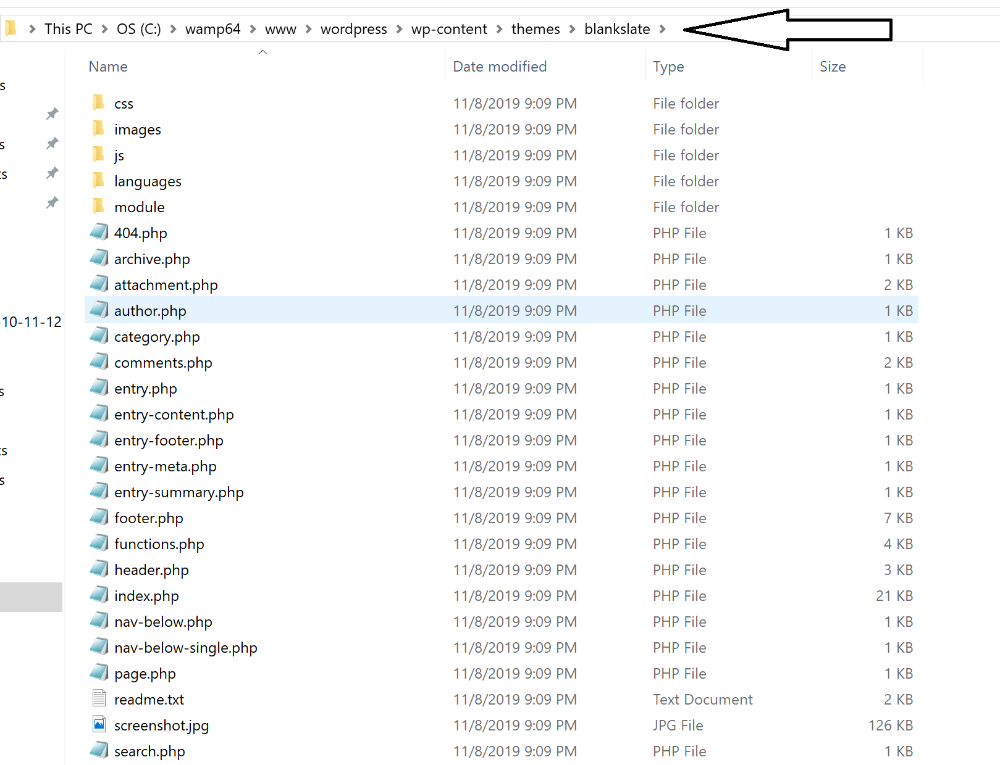 This PC > OS (C:) > wamp64 > www > wordpress > wp-content > themes > blankslate >
Name Date modified Type Size
s
css 11/8/2019 9:09 PM File folder
images 11/8/2019 9:09 PM File folder
s
js 11/8/2019 9:09 PM File folder
ts
languages 11/8/2019 9:09 PM File folder
module 11/8/2019 9:09 PM File folder
404.php 11/8/2019 9:09 PM PHP File 1 KB
archive.php 11/8/2019 9:09 PM PHP File 1 KB
attachment.php 11/8/2019 9:09 PM PHP File 2 KB
author.php 11/8/2019 9:09 PM PHP File 1 KB
-10-11-12
category.php 11/8/2019 9:09 PM PHP File 1 KB
comments.php 11/8/2019 9:09 PM PHP File 2 KB
entry.php 11/8/2019 9:09 PM PHP File 1 KB
s
entry-content.php 11/8/2019 9:09 PM PHP File 1 KB
entry-footer.php 11/8/2019 9:09 PM PHP File 1 KB
ts
entry-meta.php 11/8/2019 9:09 PM PHP File 1 KB
s
entry-summary.php 11/8/2019 9:09 PM PHP File 1 KB
footer.php 11/8/2019 9:09 PM PHP File 7 KB
functions.php 11/8/2019 9:09 PM PHP File 4 KB
header.php 11/8/2019 9:09 PM PHP File 3 KB
index.php 11/8/2019 9:09 PM PHP File 21 KB
nav-below.php 11/8/2019 9:09 PM PHP File 1 KB
nav-below-single.php 11/8/2019 9:09 PM PHP File 1 KB
page.php 11/8/2019 9:09 PM PHP File 1 KB
readme.txt 11/8/2019 9:09 PM Text Document 2 KB
screenshot.jpg 11/8/2019 9:09 PM JPG File 126 KB
search.php 11/8/2019 9:09 PM PHP File 1 KB